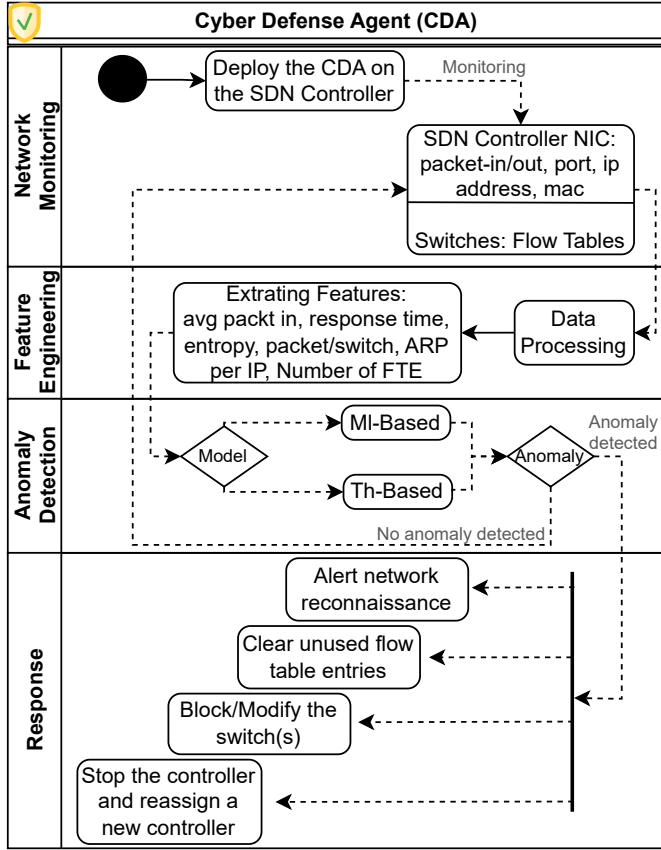 Cyber Defense Agent (CDA)
Network
Monitoring
Deploy the CDA on
the SDN Controller
Monitoring
SDN Controller NIC:
packet-in/out, port, ip
address, mac
Switches: Flow Tables
Feature
Engineering
Extrating Features:
avg packt in, response time,
entropy, packet/switch, ARP
per IP, Number of FTE
Data
Processing
Anomaly
Detection
Model
Ml-Based
Th-Based
Anomaly
Anomaly
detected
No anomaly detected
Response
Alert network
reconnaissance
Clear unused flow
table entries
Block/Modify the
switch(s)
Stop the controller
and reassign a
new controller